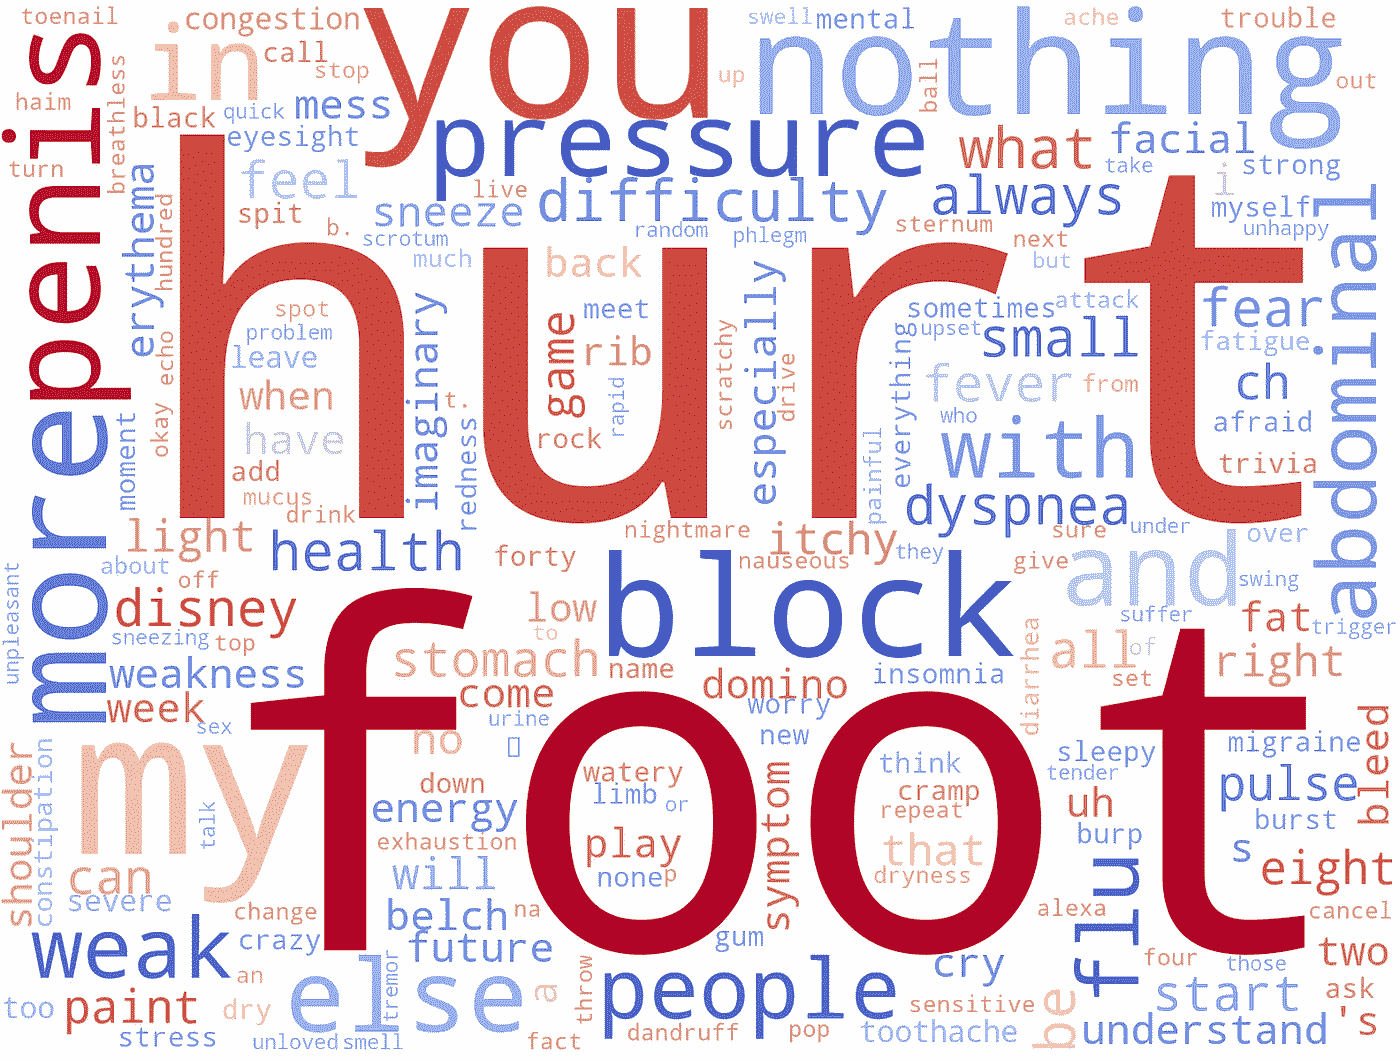 toenail congestion you swell mental ache trouble
in call stop nothing
haim penis breathless black quick mess up ball out
eyesight pressure what facial
turn feel live difficulty take strong
erythema hundred spit sneeze always i myself
b. scrotum much random phlegm sternum next but unhappy
hurt
spot back meet especially sometimes attack fear abdominal
problem imaginary game rib scratchy upset small fatigue
echo leave drive everything
when t. rapid fever from ch
more moment okay have redness rock painful who with afraid
add trivia
mucus drink dyspnea
light nightmare itchy sure under over
about health forty nauseous they give and
unpleasant off block swing
disney low suffer fat trigger
sneezing top to stomach name diarrhea all of right
weakness come domino insomnia set
week sex urine worry
foot
my no ▯ new sleepy migraine bleed
shoulder constipation talk down watery limb or symptom think cramp repeat tender pulse
energy uh burst
exhaustion play that burp s
can will none p dryness flu eight
severe change belch na alexa cancel
weak crazy future gum cry four those two
an tremor
too paint dry else a throw people sensitive be start ask
stress unloved smell fact dandruff pop toothache understand 's